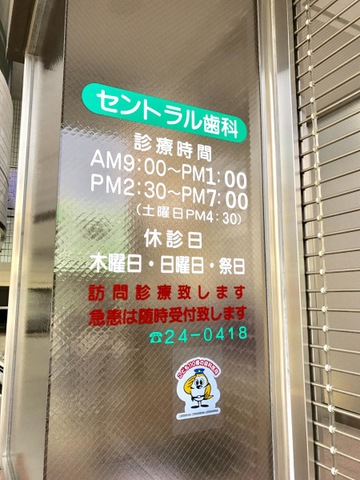 セントラル歯科
診療時間
AM9:00～PM1:00
PM2:30～PM7:00
(土曜日PM4:30)
休診日
木曜日・日曜日・祭日
訪問診療致します
急患は随時受付致します
☎24-0418